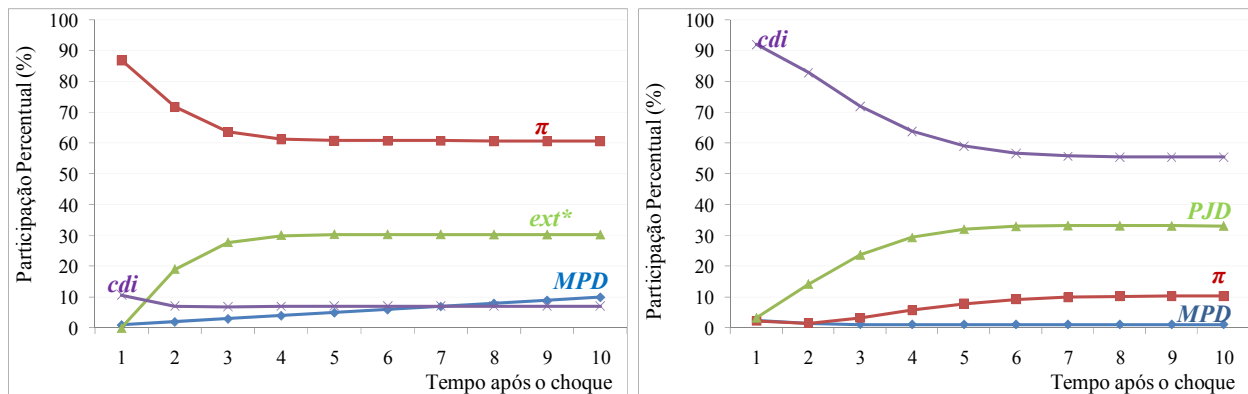 Participação Percentual (%)
100
90
80
70
60
50
40
30
20
10
0
π
ext*
cdi
MPD
1 2 3 4 5 6 7 8 9 10
Tempo após o choque
Participação Percentual (%)
100
90
80
70
60
50
40
30
20
10
0
cdi
PJD
π
MPD
1 2 3 4 5 6 7 8 9 10
Tempo após o choque